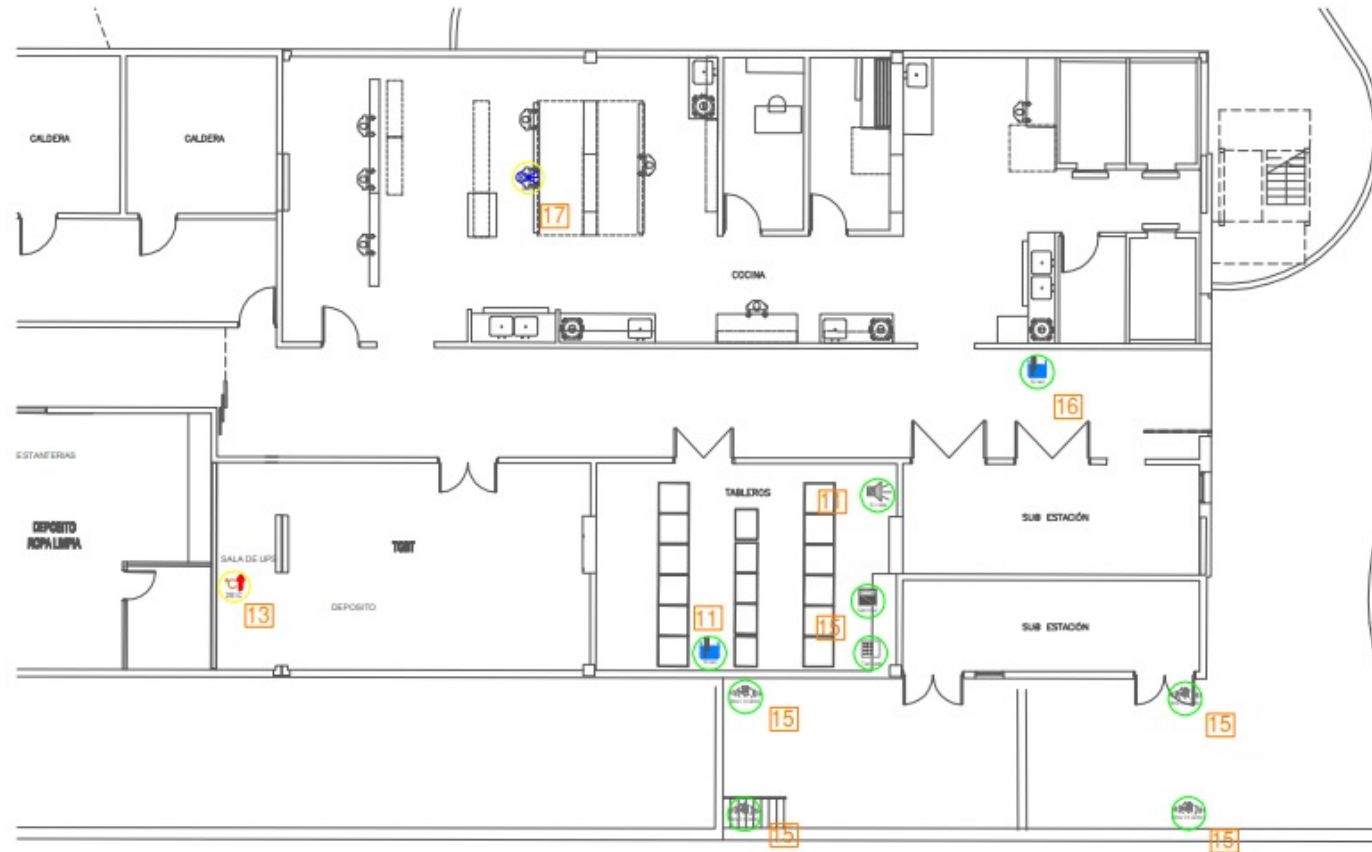 CALDERA
CALDERA
17
COCINA
16
ESTANTERIAS
DEPOSITO
ROPA LIMPIA
SALA DE UPS
13
TGBT
DEPOSITO
TABLEROS
11
11
15
SUB ESTACIÓN
SUB ESTACIÓN
15
15
15
15